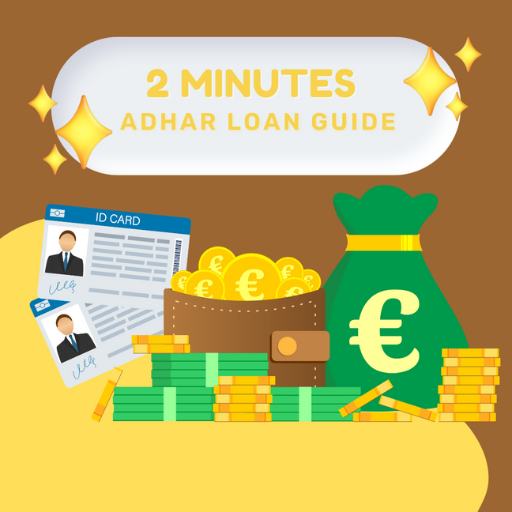 2 MINUTES
ADHAR LOAN GUIDE
ID CARD
€ € € € €
€